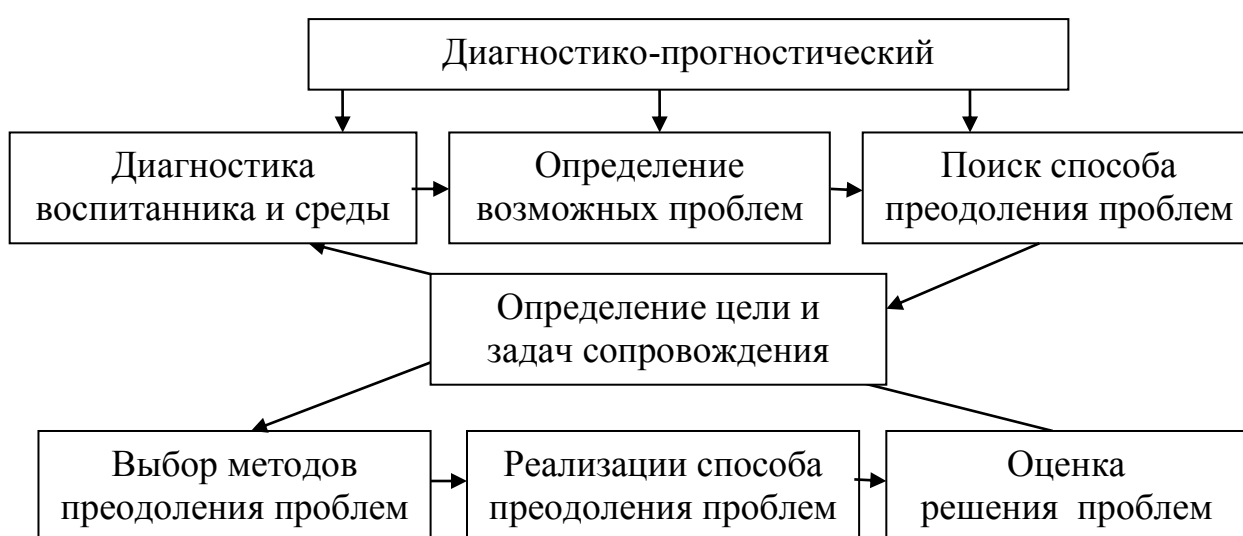 Диагностико-прогностический
Диагностика
воспитанника и среды
Определение
возможных проблем
Поиск способа
преодоления проблем
Определение цели и
задач сопровождения
Выбор методов
преодоления проблем
Реализации способа
преодоления проблем
Оценка
решения проблем